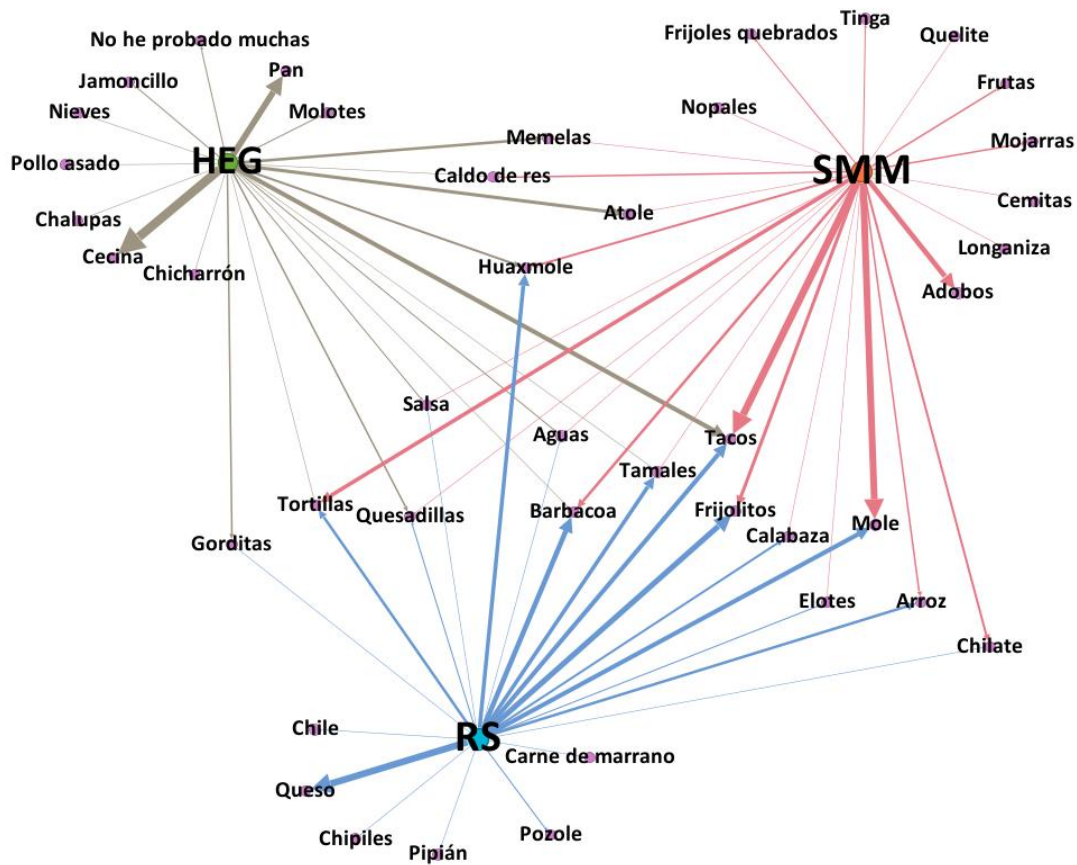 Tinga
No he probado muchas
Frijoles quebrados
Quelite
Pan
Jamoncillo
Frutas
Nieves
Molotes
Nopales
Memelas
Mojarras
Pollo asado
HEG
SMM
Caldo de res
Cemitas
Chalupas
Atole
Longaniza
Cecina
Chicharrón
Huaxmole
Adobos
Salsa
Aguas
Tacos
Tamales
Tortillas
Quesadillas
Barbacoa
Frijolitos
Mole
Gorditas
Calabaza
Elotes
Arroz
Chilate
Chile
RS
Carne de marrano
Queso
Chipiles
Pipián
Pozole